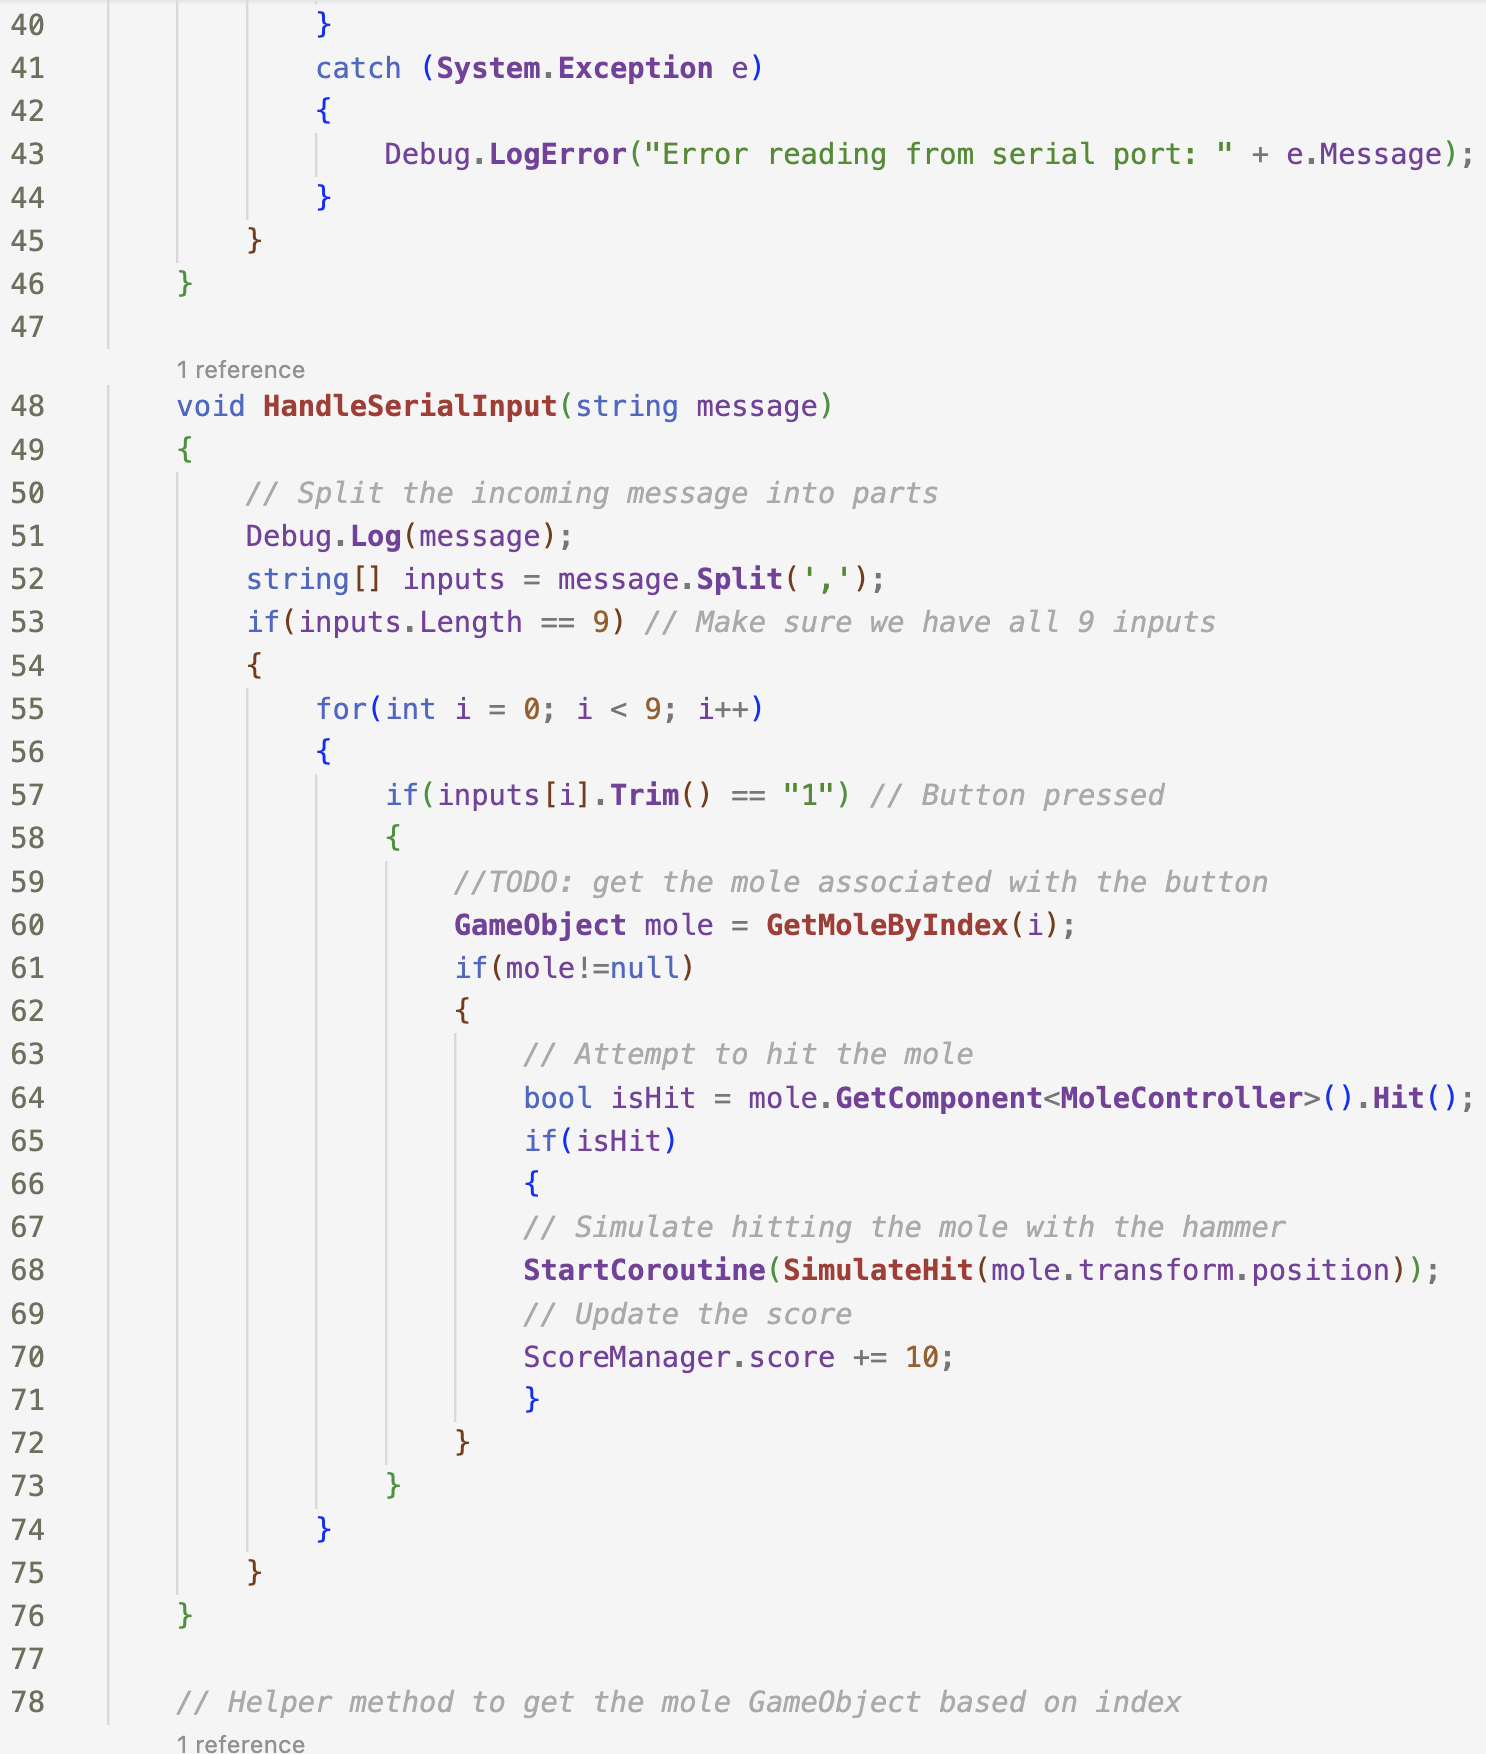 40 }
41 catch (System.Exception e)
42 {
43 Debug.LogError("Error reading from serial port: " + e.Message);
44 }
45 }
46 }
47
1 reference
48 void HandleSerialInput(string message)
49 {
50 // Split the incoming message into parts
51 Debug.Log(message);
52 string[] inputs = message.Split(',');
53 if(inputs.Length == 9) // Make sure we have all 9 inputs
54 {
55 for(int i = 0; i < 9; i++)
56 {
57 if(inputs[i].Trim() == "1") // Button pressed
58 {
59 //TODO: get the mole associated with the button
60 GameObject mole = GetMoleByIndex(i);
61 if(mole!=null)
62 {
63 // Attempt to hit the mole
64 bool isHit = mole.GetComponent<MoleController>().Hit();
65 if(isHit)
66 {
67 // Simulate hitting the mole with the hammer
68 StartCoroutine(SimulateHit(mole.transform.position));
69 // Update the score
70 ScoreManager.score += 10;
71 }
72 }
73 }
74 }
75 }
76 }
77
78 // Helper method to get the mole GameObject based on index
1 reference